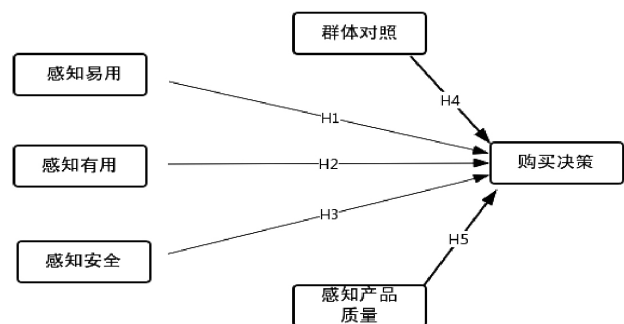 群体对照
感知易用
H4
H1
感知有用
H2
购买决策
H3
感知安全
H5
感知产品
质量